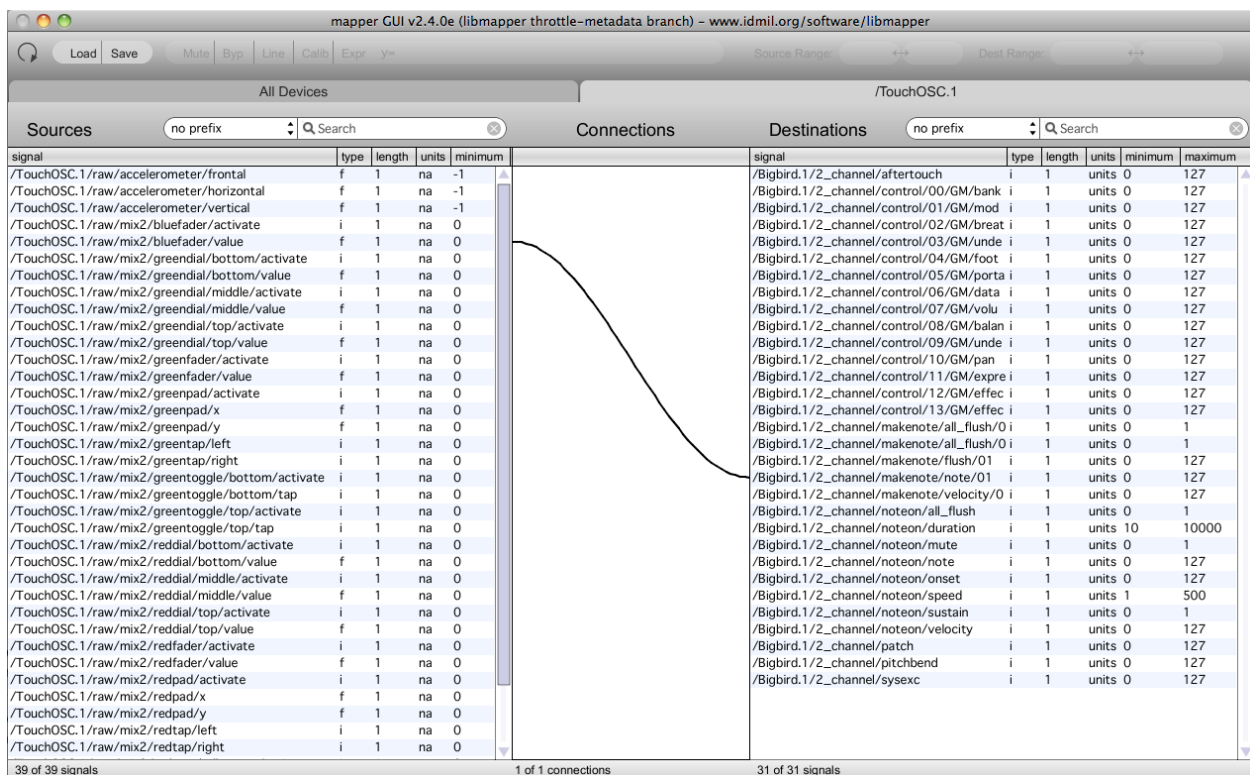 mapper GUI v2.4.0e (libmapper throttle-metadata branch) – www.idmil.org/software/libmapper
Load Save Mute Byp Line Calib Expr y= Source Range: Dest Range:
All Devices /TouchOSC.1
Sources no prefix Search Connections Destinations no prefix Search
signal type length units minimum signal type length units minimum maximum
/TouchOSC.1/raw/accelerometer/frontal f 1 na -1 /Bigbird.1/2_channel/aftertouch i 1 units 0 127
/TouchOSC.1/raw/accelerometer/horizontal f 1 na -1 /Bigbird.1/2_channel/control/00/GM/bank i 1 units 0 127
/TouchOSC.1/raw/accelerometer/vertical f 1 na -1 /Bigbird.1/2_channel/control/01/GM/mod i 1 units 0 127
/TouchOSC.1/raw/mix2/bluefader/activate i 1 na 0 /Bigbird.1/2_channel/control/02/GM/breat i 1 units 0 127
/TouchOSC.1/raw/mix2/bluefader/value f 1 na 0 /Bigbird.1/2_channel/control/03/GM/unde i 1 units 0 127
/TouchOSC.1/raw/mix2/greendial/bottom/activate i 1 na 0 /Bigbird.1/2_channel/control/04/GM/foot i 1 units 0 127
/TouchOSC.1/raw/mix2/greendial/bottom/value f 1 na 0 /Bigbird.1/2_channel/control/05/GM/porta i 1 units 0 127
/TouchOSC.1/raw/mix2/greendial/middle/activate i 1 na 0 /Bigbird.1/2_channel/control/06/GM/data i 1 units 0 127
/TouchOSC.1/raw/mix2/greendial/middle/value f 1 na 0 /Bigbird.1/2_channel/control/07/GM/volu i 1 units 0 127
/TouchOSC.1/raw/mix2/greendial/top/activate i 1 na 0 /Bigbird.1/2_channel/control/08/GM/balan i 1 units 0 127
/TouchOSC.1/raw/mix2/greendial/top/value f 1 na 0 /Bigbird.1/2_channel/control/09/GM/unde i 1 units 0 127
/TouchOSC.1/raw/mix2/greenfader/activate i 1 na 0 /Bigbird.1/2_channel/control/10/GM/pan i 1 units 0 127
/TouchOSC.1/raw/mix2/greenfader/value f 1 na 0 /Bigbird.1/2_channel/control/11/GM/expre i 1 units 0 127
/TouchOSC.1/raw/mix2/greenpad/activate i 1 na 0 /Bigbird.1/2_channel/control/12/GM/effec i 1 units 0 127
/TouchOSC.1/raw/mix2/greenpad/x f 1 na 0 /Bigbird.1/2_channel/control/13/GM/effec i 1 units 0 127
/TouchOSC.1/raw/mix2/greenpad/y f 1 na 0 /Bigbird.1/2_channel/makenote/all_flush/0 i 1 units 0 1
/TouchOSC.1/raw/mix2/greentap/left i 1 na 0 /Bigbird.1/2_channel/makenote/all_flush/0 i 1 units 0 1
/TouchOSC.1/raw/mix2/greentap/right i 1 na 0 /Bigbird.1/2_channel/makenote/flush/01 i 1 units 0 127
/TouchOSC.1/raw/mix2/greentoggle/bottom/activate i 1 na 0 /Bigbird.1/2_channel/makenote/note/01 i 1 units 0 127
/TouchOSC.1/raw/mix2/greentoggle/bottom/tap i 1 na 0 /Bigbird.1/2_channel/makenote/velocity/0 i 1 units 0 127
/TouchOSC.1/raw/mix2/greentoggle/top/activate i 1 na 0 /Bigbird.1/2_channel/noteon/all_flush i 1 units 0 1
/TouchOSC.1/raw/mix2/greentoggle/top/tap i 1 na 0 /Bigbird.1/2_channel/noteon/duration i 1 units 10 10000
/TouchOSC.1/raw/mix2/reddial/bottom/activate i 1 na 0 /Bigbird.1/2_channel/noteon/mute i 1 units 0 1
/TouchOSC.1/raw/mix2/reddial/bottom/value f 1 na 0 /Bigbird.1/2_channel/noteon/note i 1 units 0 127
/TouchOSC.1/raw/mix2/reddial/middle/activate i 1 na 0 /Bigbird.1/2_channel/noteon/onset i 1 units 0 127
/TouchOSC.1/raw/mix2/reddial/middle/value f 1 na 0 /Bigbird.1/2_channel/noteon/speed i 1 units 1 500
/TouchOSC.1/raw/mix2/reddial/top/activate i 1 na 0 /Bigbird.1/2_channel/noteon/sustain i 1 units 0 1
/TouchOSC.1/raw/mix2/reddial/top/value f 1 na 0 /Bigbird.1/2_channel/noteon/velocity i 1 units 0 127
/TouchOSC.1/raw/mix2/redfader/activate i 1 na 0 /Bigbird.1/2_channel/patch i 1 units 0 127
/TouchOSC.1/raw/mix2/redfader/value f 1 na 0 /Bigbird.1/2_channel/pitchbend i 1 units 0 127
/TouchOSC.1/raw/mix2/redpad/activate i 1 na 0 /Bigbird.1/2_channel/sysexc i 1 units 0 127
/TouchOSC.1/raw/mix2/redpad/x f 1 na 0
/TouchOSC.1/raw/mix2/redpad/y f 1 na 0
/TouchOSC.1/raw/mix2/redtap/left i 1 na 0
/TouchOSC.1/raw/mix2/redtap/right i 1 na 0
39 of 39 signals 1 of 1 connections 31 of 31 signals